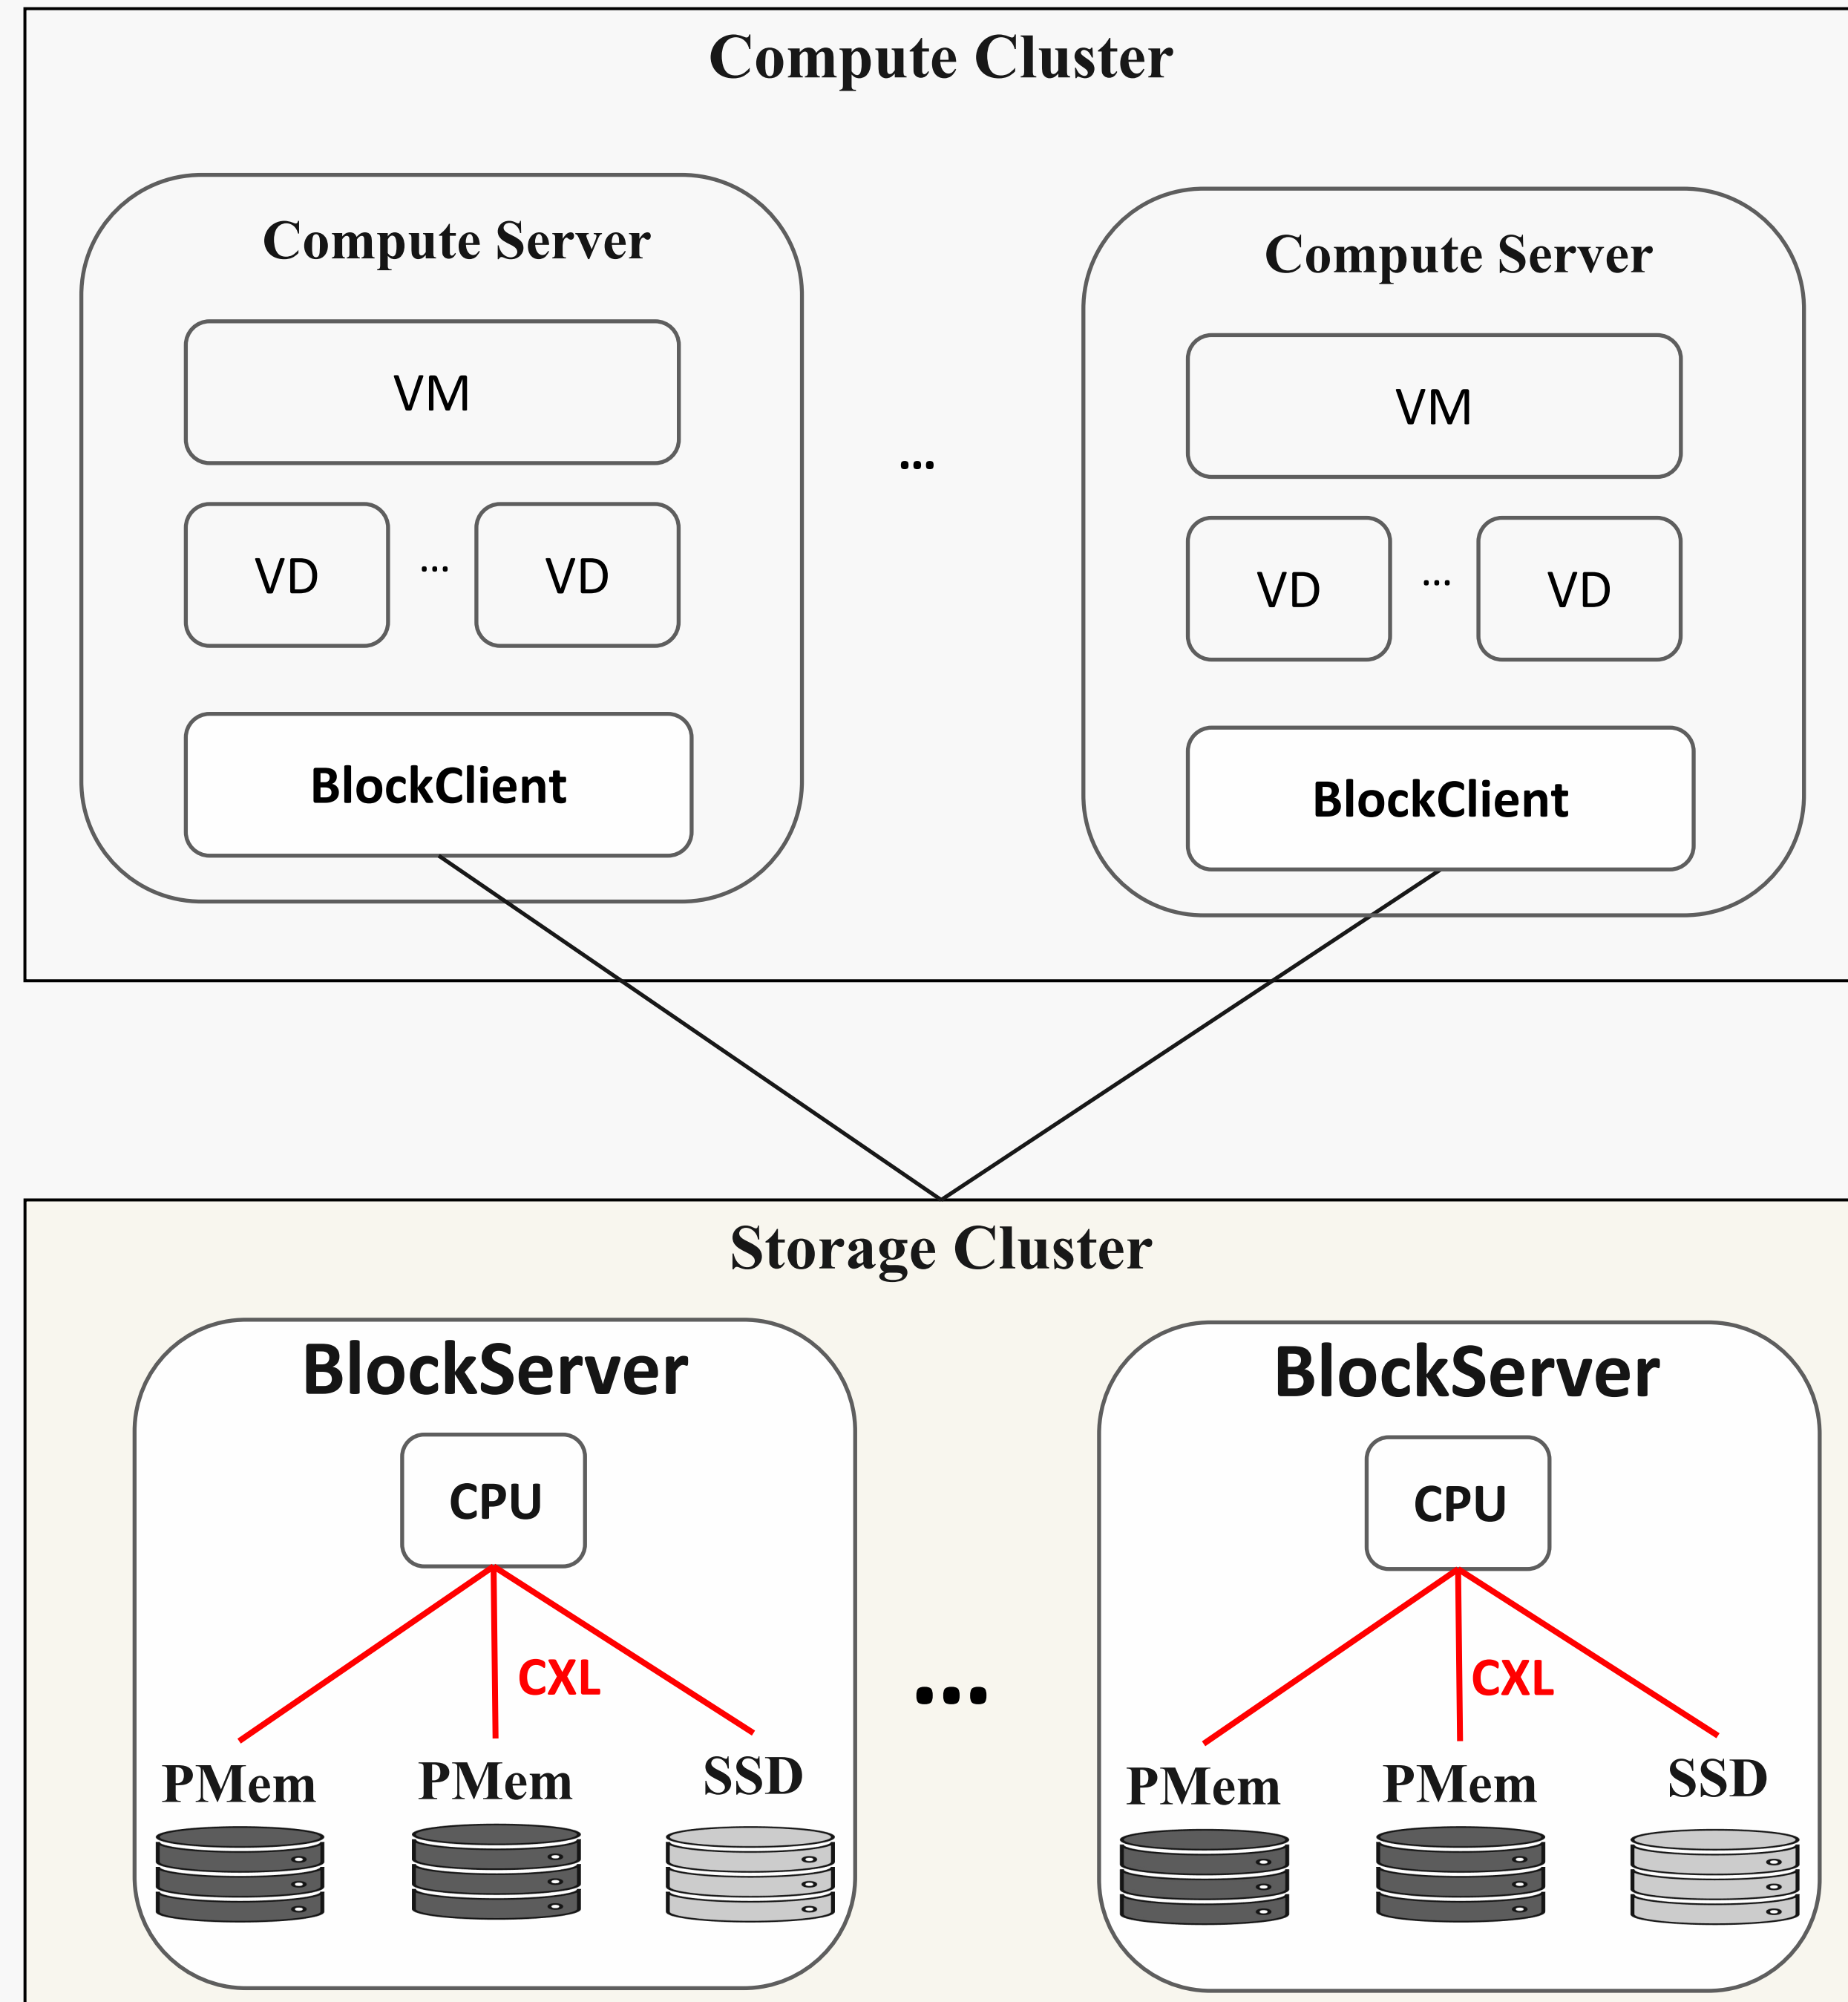 Compute Cluster
Compute Server
VM
VD ... VD
BlockClient
...
Compute Server
VM
VD ... VD
BlockClient
Storage Cluster
BlockServer
CPU
CXL
PMem PMem SSD
...
BlockServer
CPU
CXL
PMem PMem SSD